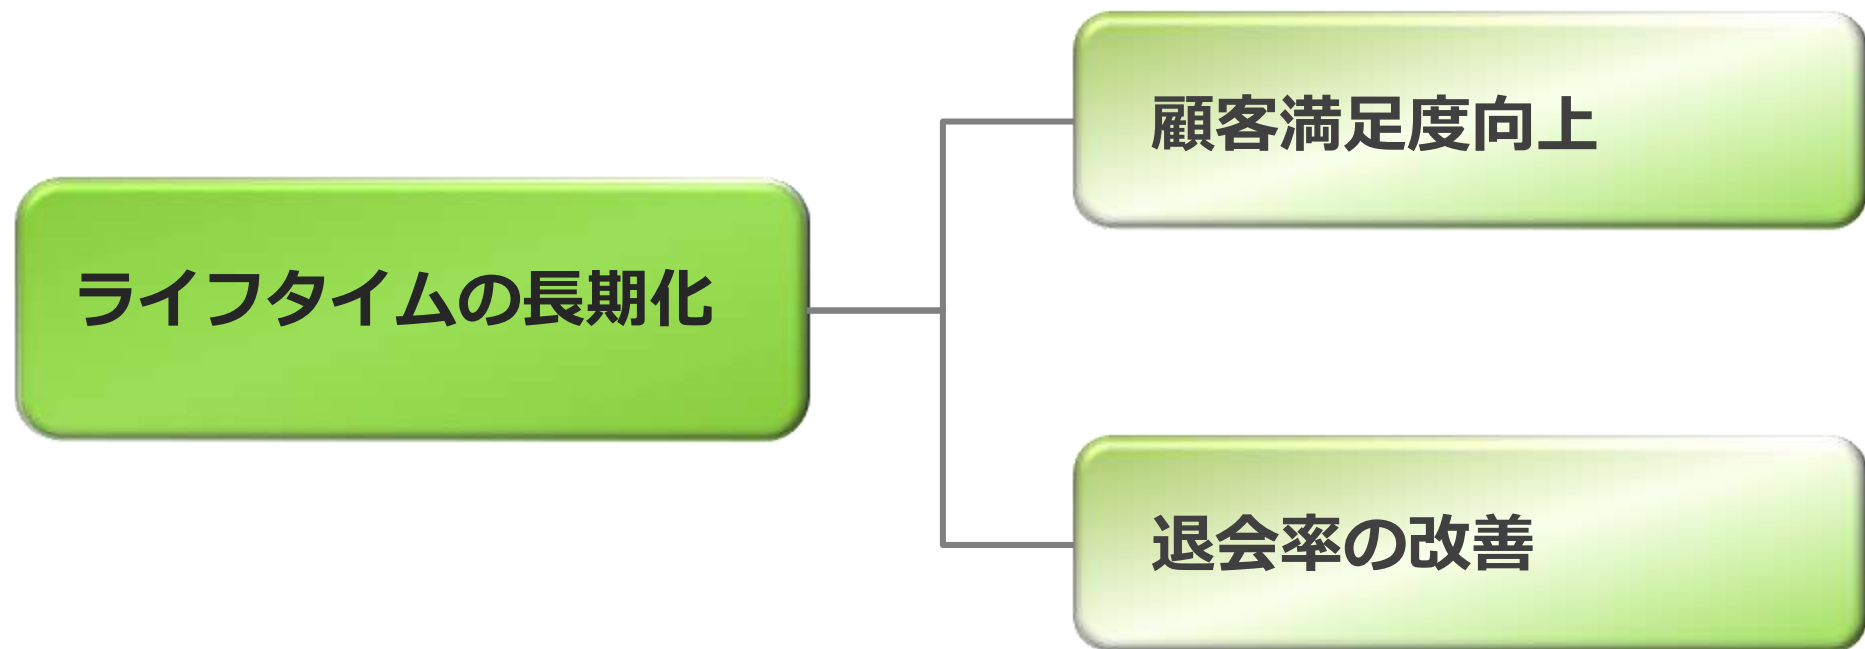 顧客満足度向上
ライフタイムの長期化
退会率の改善